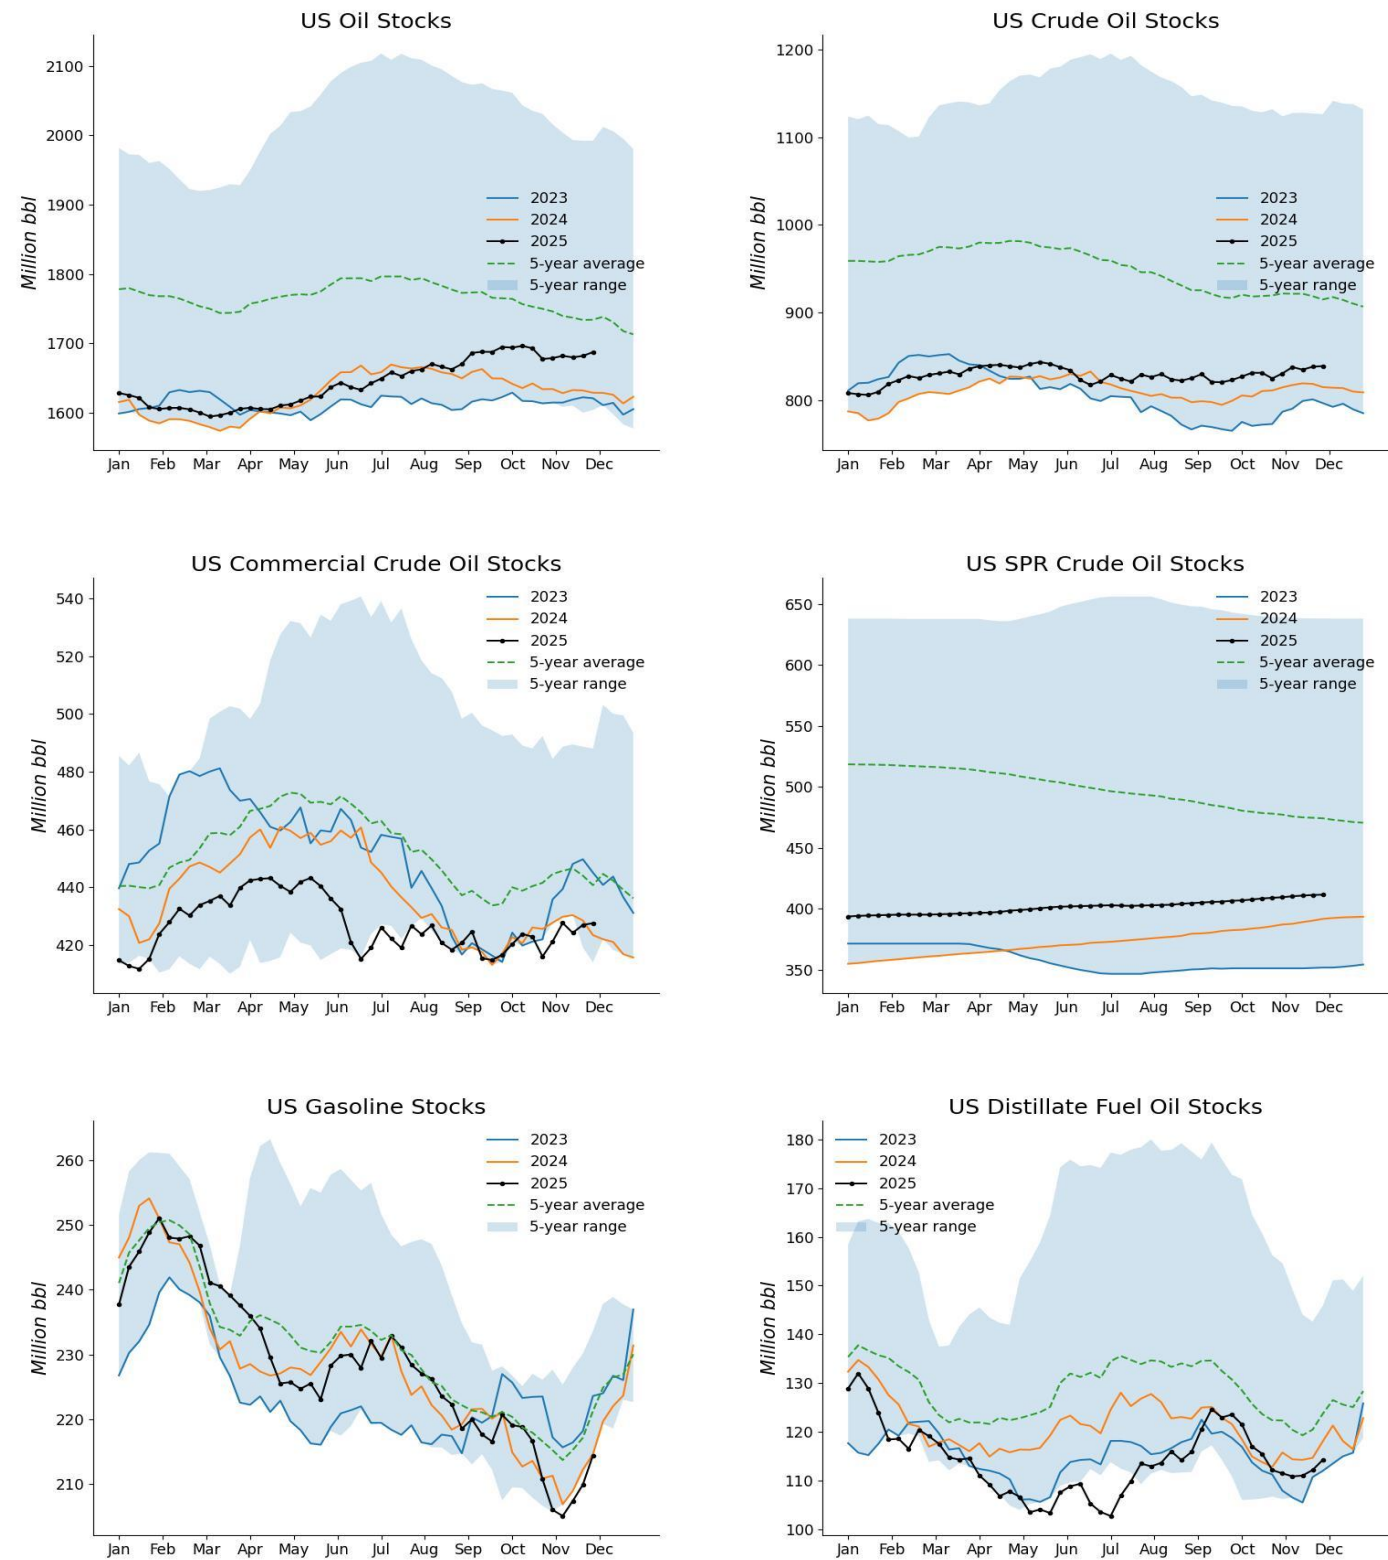 US Oil Stocks
Million bbl
2100
2000
1900
1800
1700
1600
2023
2024
2025
5-year average
5-year range
Jan Feb Mar Apr May Jun Jul Aug Sep Oct Nov Dec
US Crude Oil Stocks
Million bbl
1200
1100
1000
900
800
2023
2024
2025
5-year average
5-year range
Jan Feb Mar Apr May Jun Jul Aug Sep Oct Nov Dec
US Commercial Crude Oil Stocks
Million bbl
540
520
500
480
460
440
420
2023
2024
2025
5-year average
5-year range
Jan Feb Mar Apr May Jun Jul Aug Sep Oct Nov Dec
US SPR Crude Oil Stocks
Million bbl
650
600
550
500
450
400
350
2023
2024
2025
5-year average
5-year range
Jan Feb Mar Apr May Jun Jul Aug Sep Oct Nov Dec
US Gasoline Stocks
Million bbl
260
250
240
230
220
210
2023
2024
2025
5-year average
5-year range
Jan Feb Mar Apr May Jun Jul Aug Sep Oct Nov Dec
US Distillate Fuel Oil Stocks
Million bbl
180
170
160
150
140
130
120
110
100
2023
2024
2025
5-year average
5-year range
Jan Feb Mar Apr May Jun Jul Aug Sep Oct Nov Dec